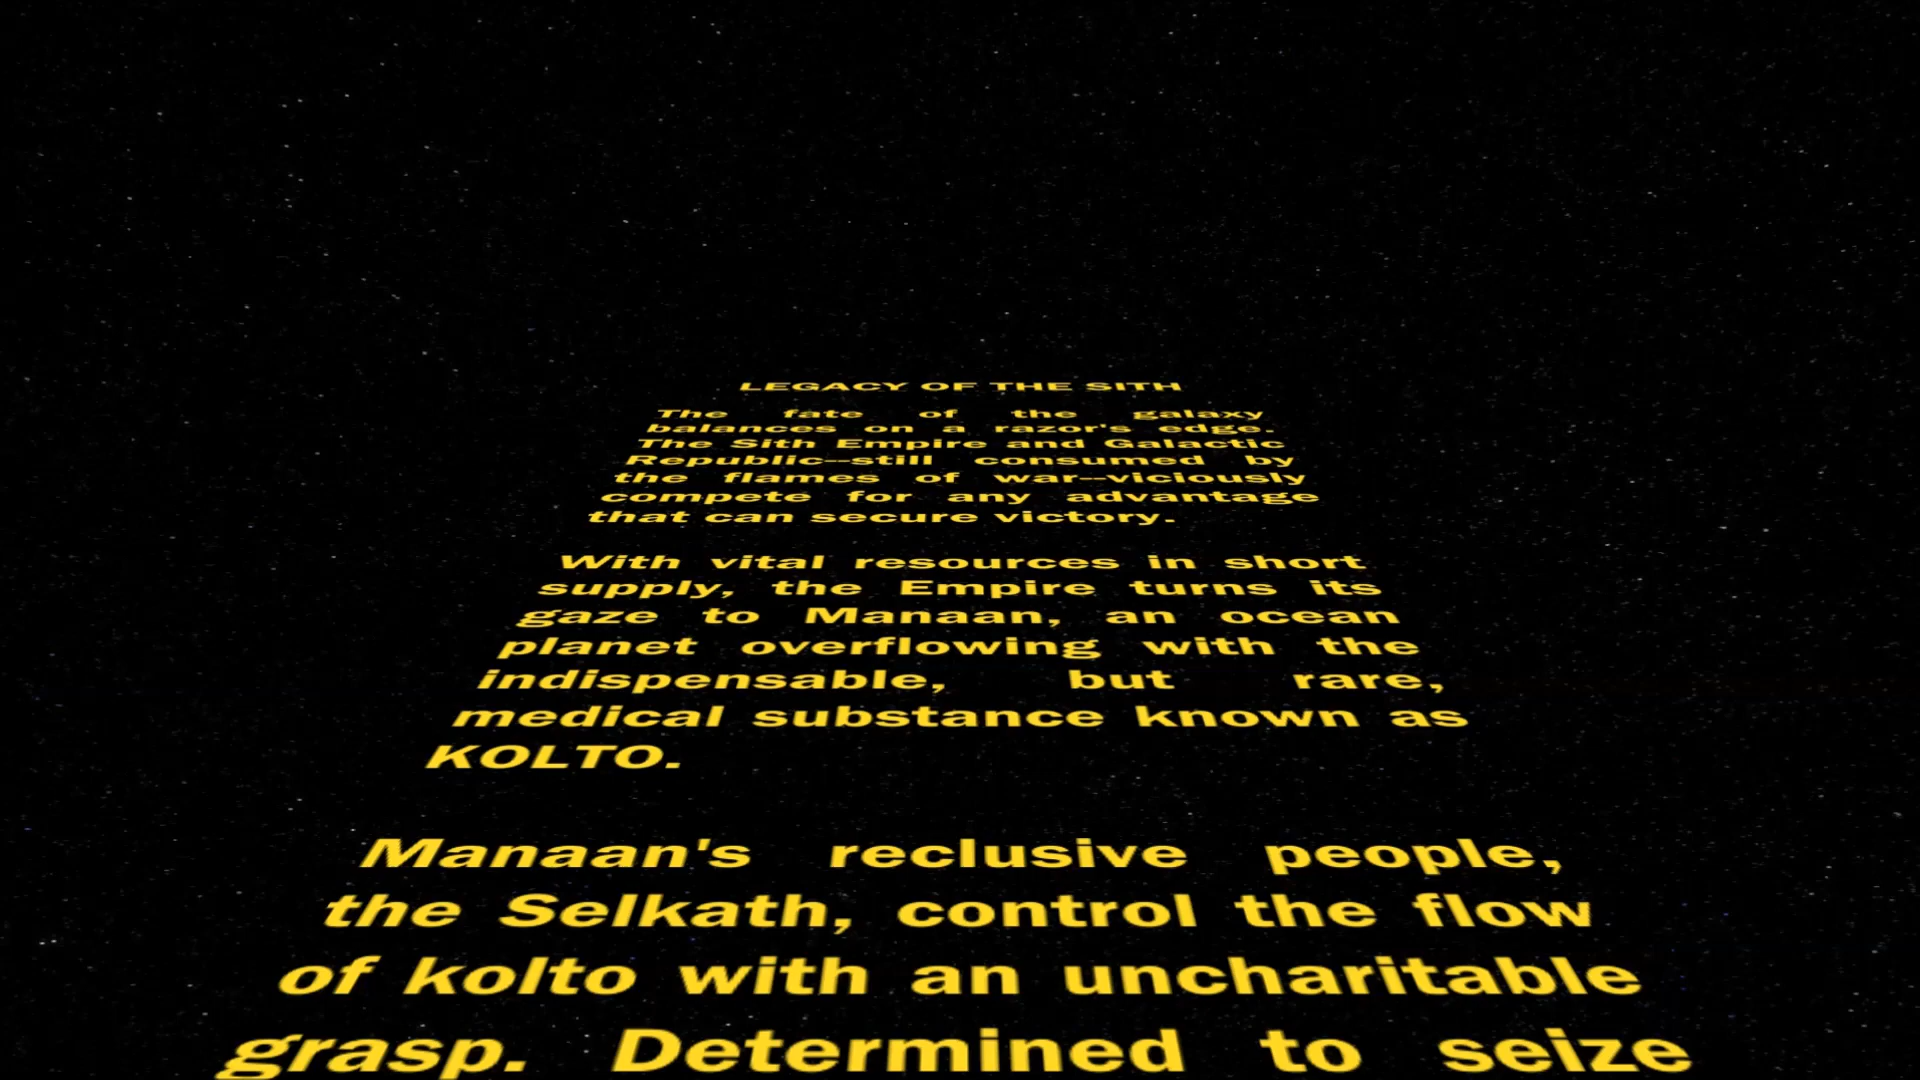 LEGACY OF THE SITH
The fate of the galaxy
balances on a razor's edge.
The Sith Empire and Galactic
Republic--still consumed by
the flames of war--viciously
compete for any advantage
that can secure victory.
With vital resources in short
supply, the Empire turns its
gaze to Manaan, an ocean
planet overflowing with the
indispensable, but rare,
medical substance known as
KOLTO.
Manaan's reclusive people,
the Selkath, control the flow
of kolto with an uncharitable
grasp. Determined to seize